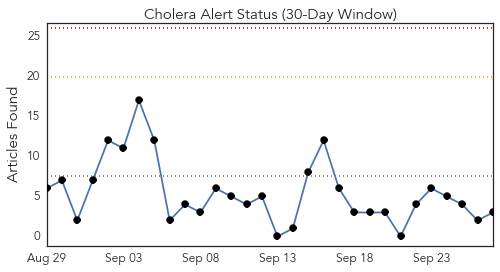 Cholera Alert Status (30-Day Window)
Articles Found
25
20
15
10
5
0
Aug 29 Sep 03 Sep 08 Sep 13 Sep 18 Sep 23